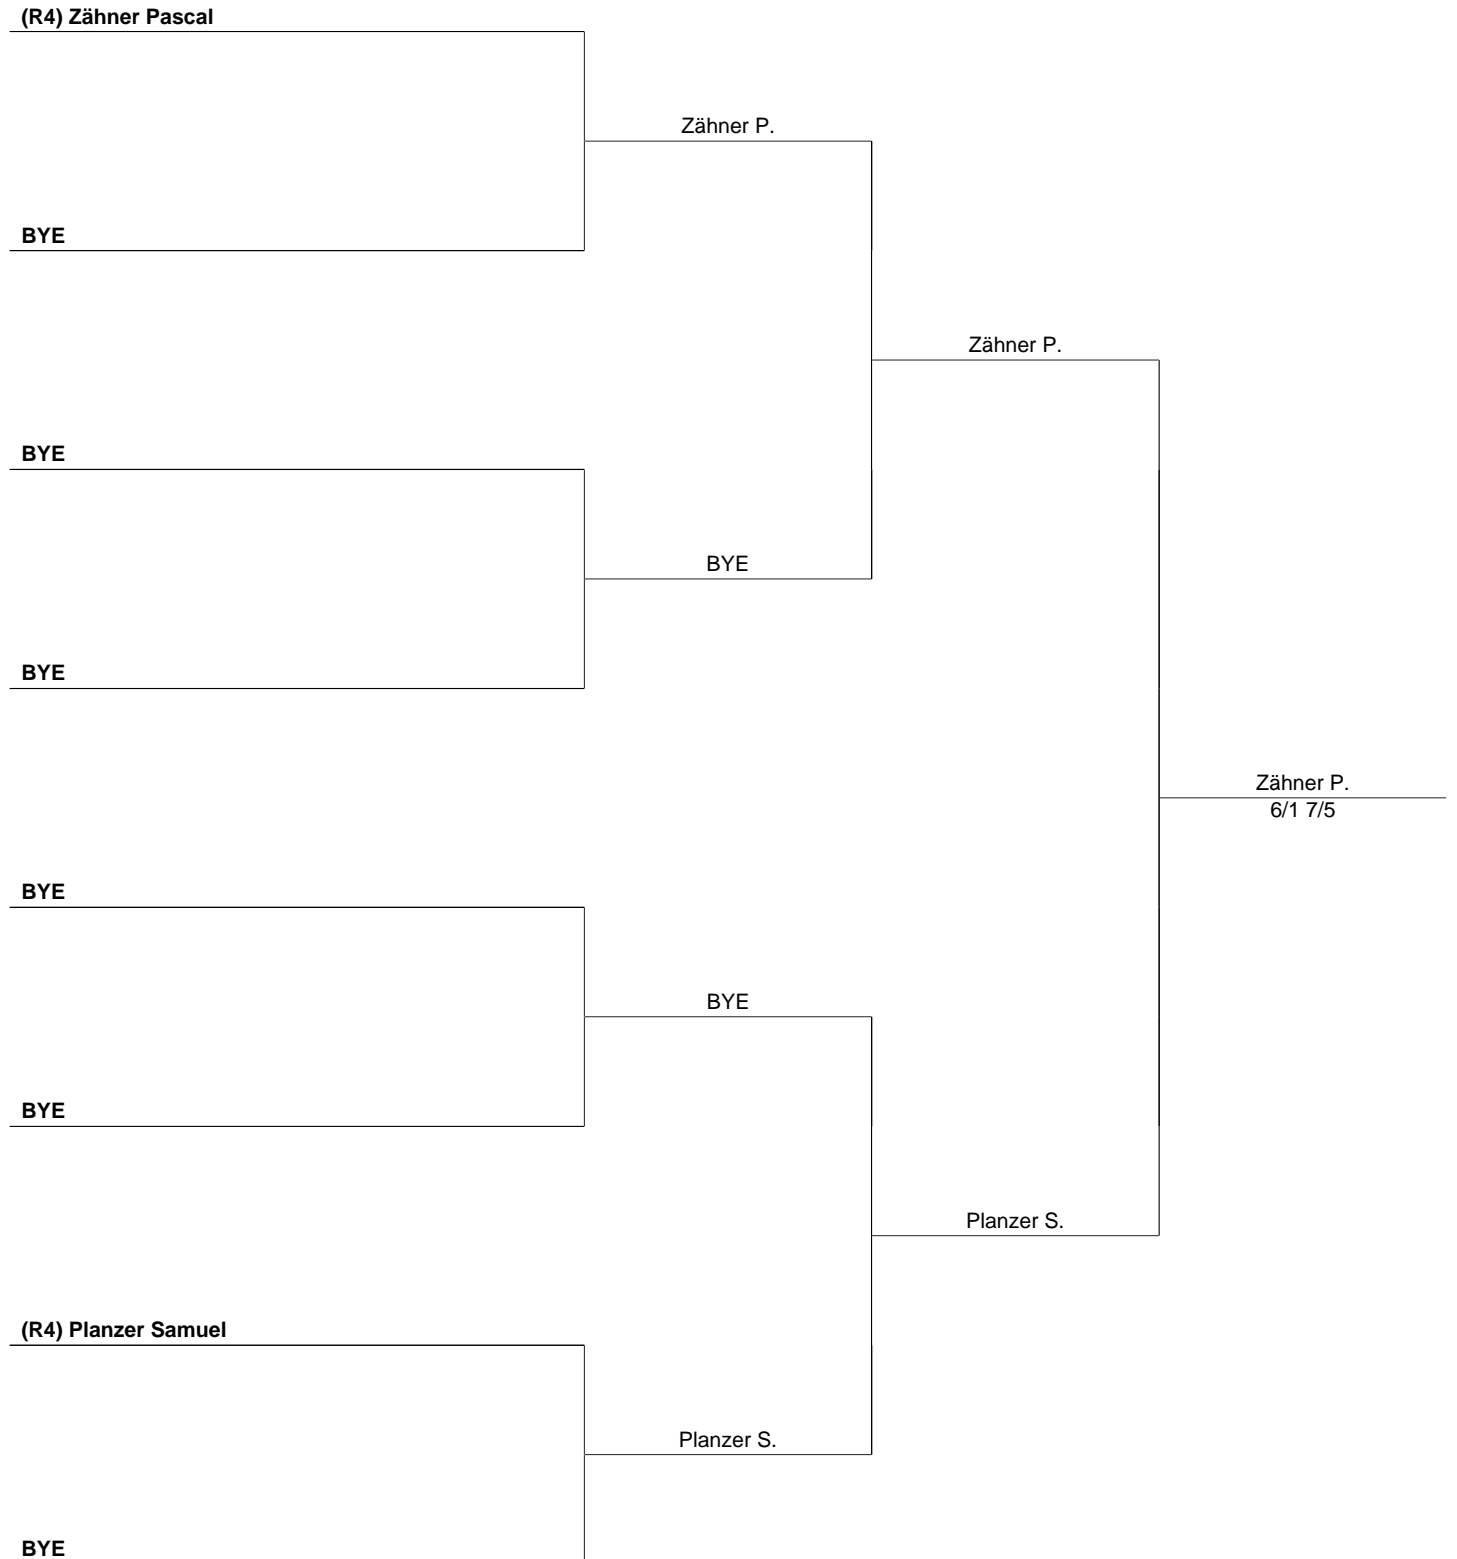 (R4) Zähner Pascal
Zähner P.
BYE
Zähner P.
BYE
BYE
BYE
Zähner P.
6/1 7/5
BYE
BYE
BYE
Planzer S.
(R4) Planzer Samuel
Planzer S.
BYE